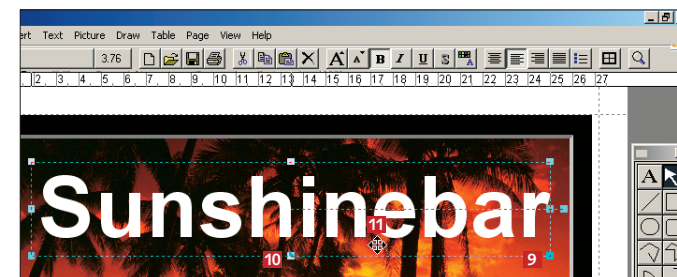 ert Text Picture Draw Table Page View Help
3.76 A A B I U S A
2 3 4 5 6 7 8 9 10 11 12 13 14 15 16 17 18 19 20 21 22 23 24 25 26 27
A
Sunshinebar
11
10 9